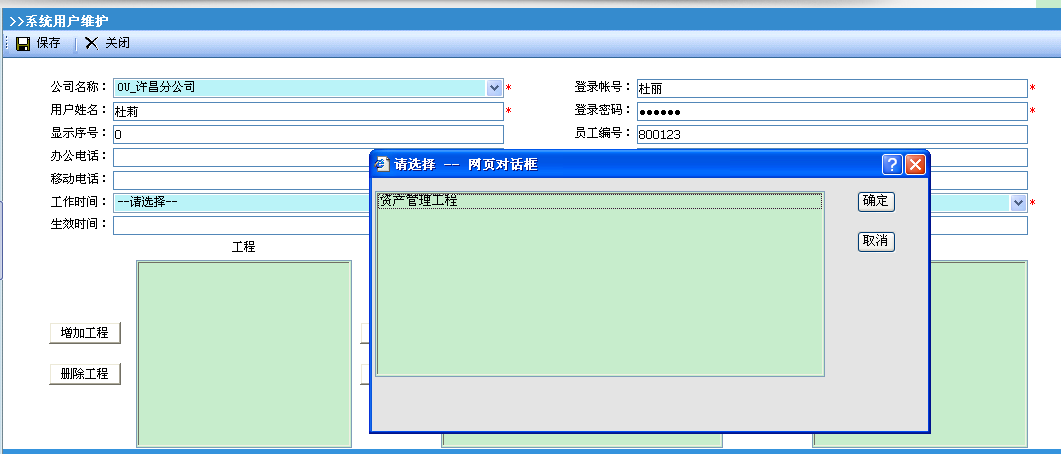 >>系统用户维护
保存 关闭
公司名称： OU_许昌分公司 * 登录帐号： 杜丽 *
用户姓名： 杜莉 * 登录密码： ●●●●●● *
显示序号： 0 员工编号： 800123
办公电话：
移动电话：
工作时间： --请选择-- *
生效时间：
工程
增加工程
删除工程
请选择 -- 网页对话框
资产管理工程
确定
取消